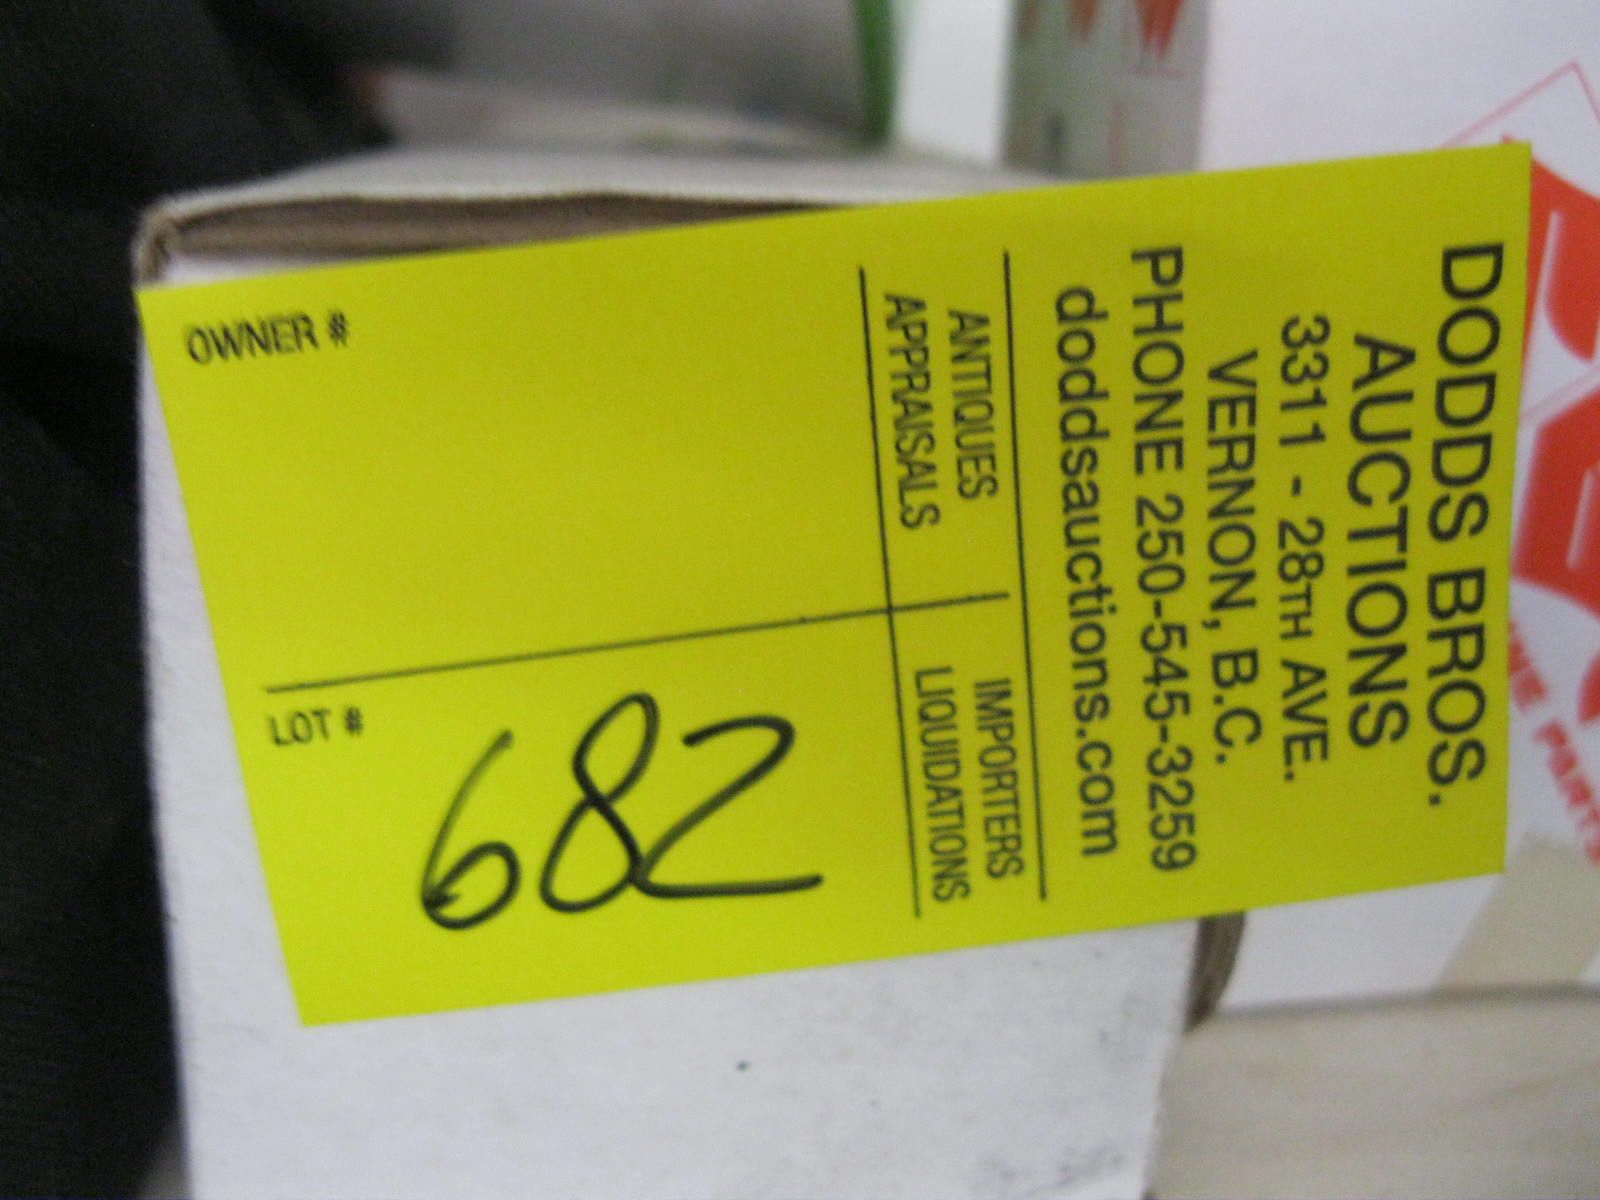 DODDS BROS.
AUCTIONS
3311 - 28TH AVE.
VERNON, B.C.
PHONE 250-545-3259
doddsauctions.com
ANTIQUES
APPRAISALS
IMPORTERS
LIQUIDATIONS
OWNER #
LOT #
682